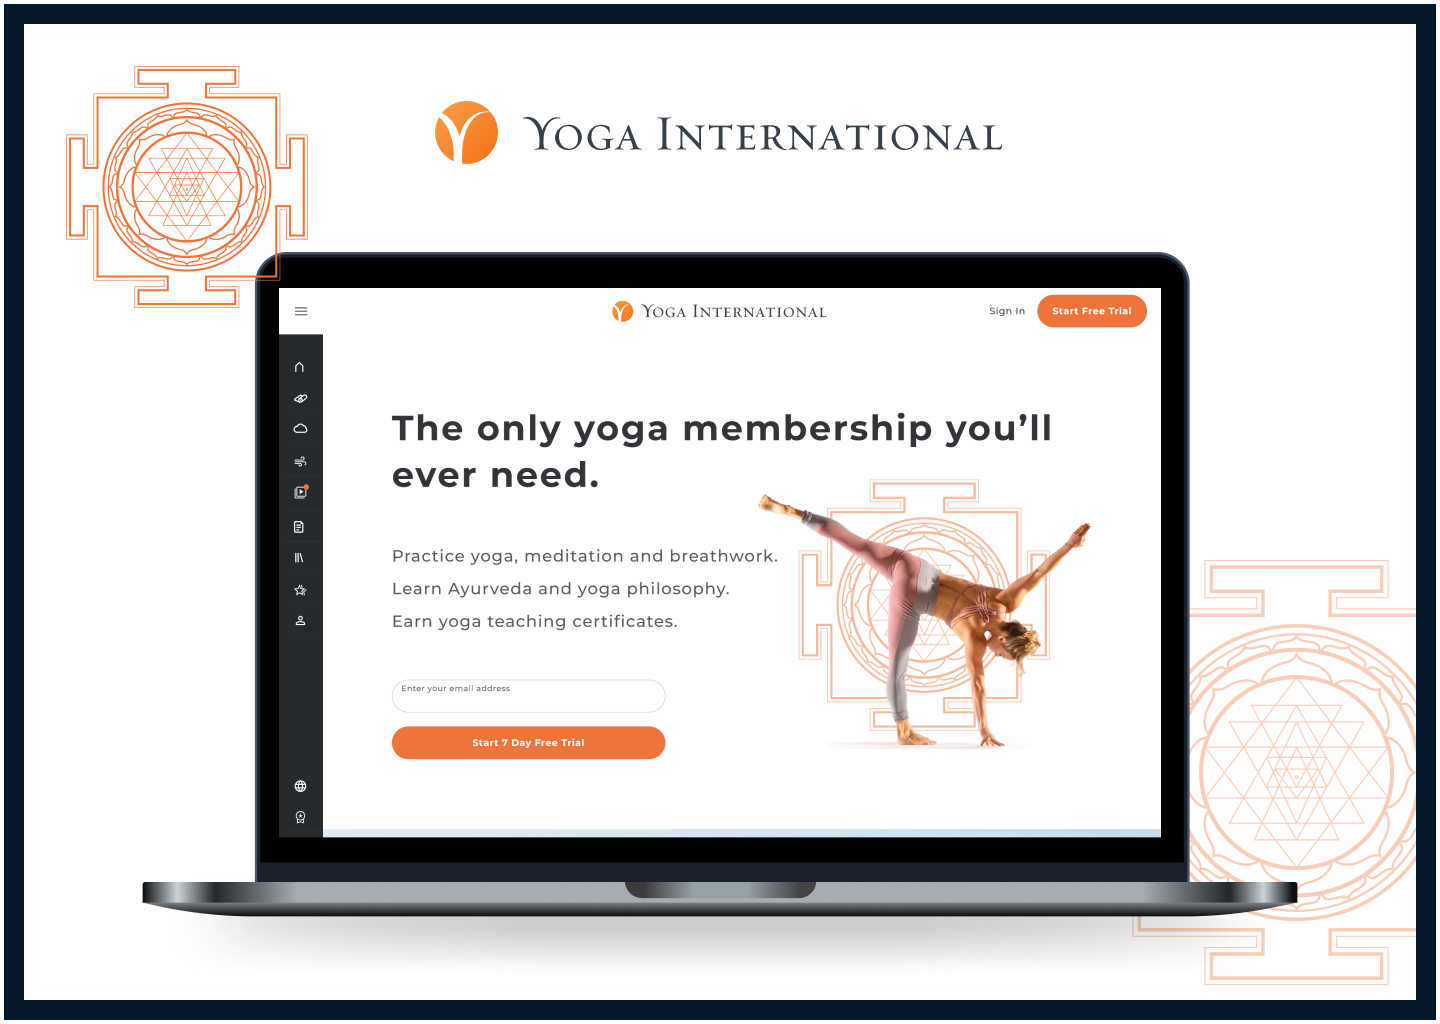 YOGA INTERNATIONAL
YOGA INTERNATIONAL
Sign In
Start Free Trial
The only yoga membership you’ll
ever need.
Practice yoga, meditation and breathwork.
Learn Ayurveda and yoga philosophy.
Earn yoga teaching certificates.
Enter your email address
Start 7 Day Free Trial